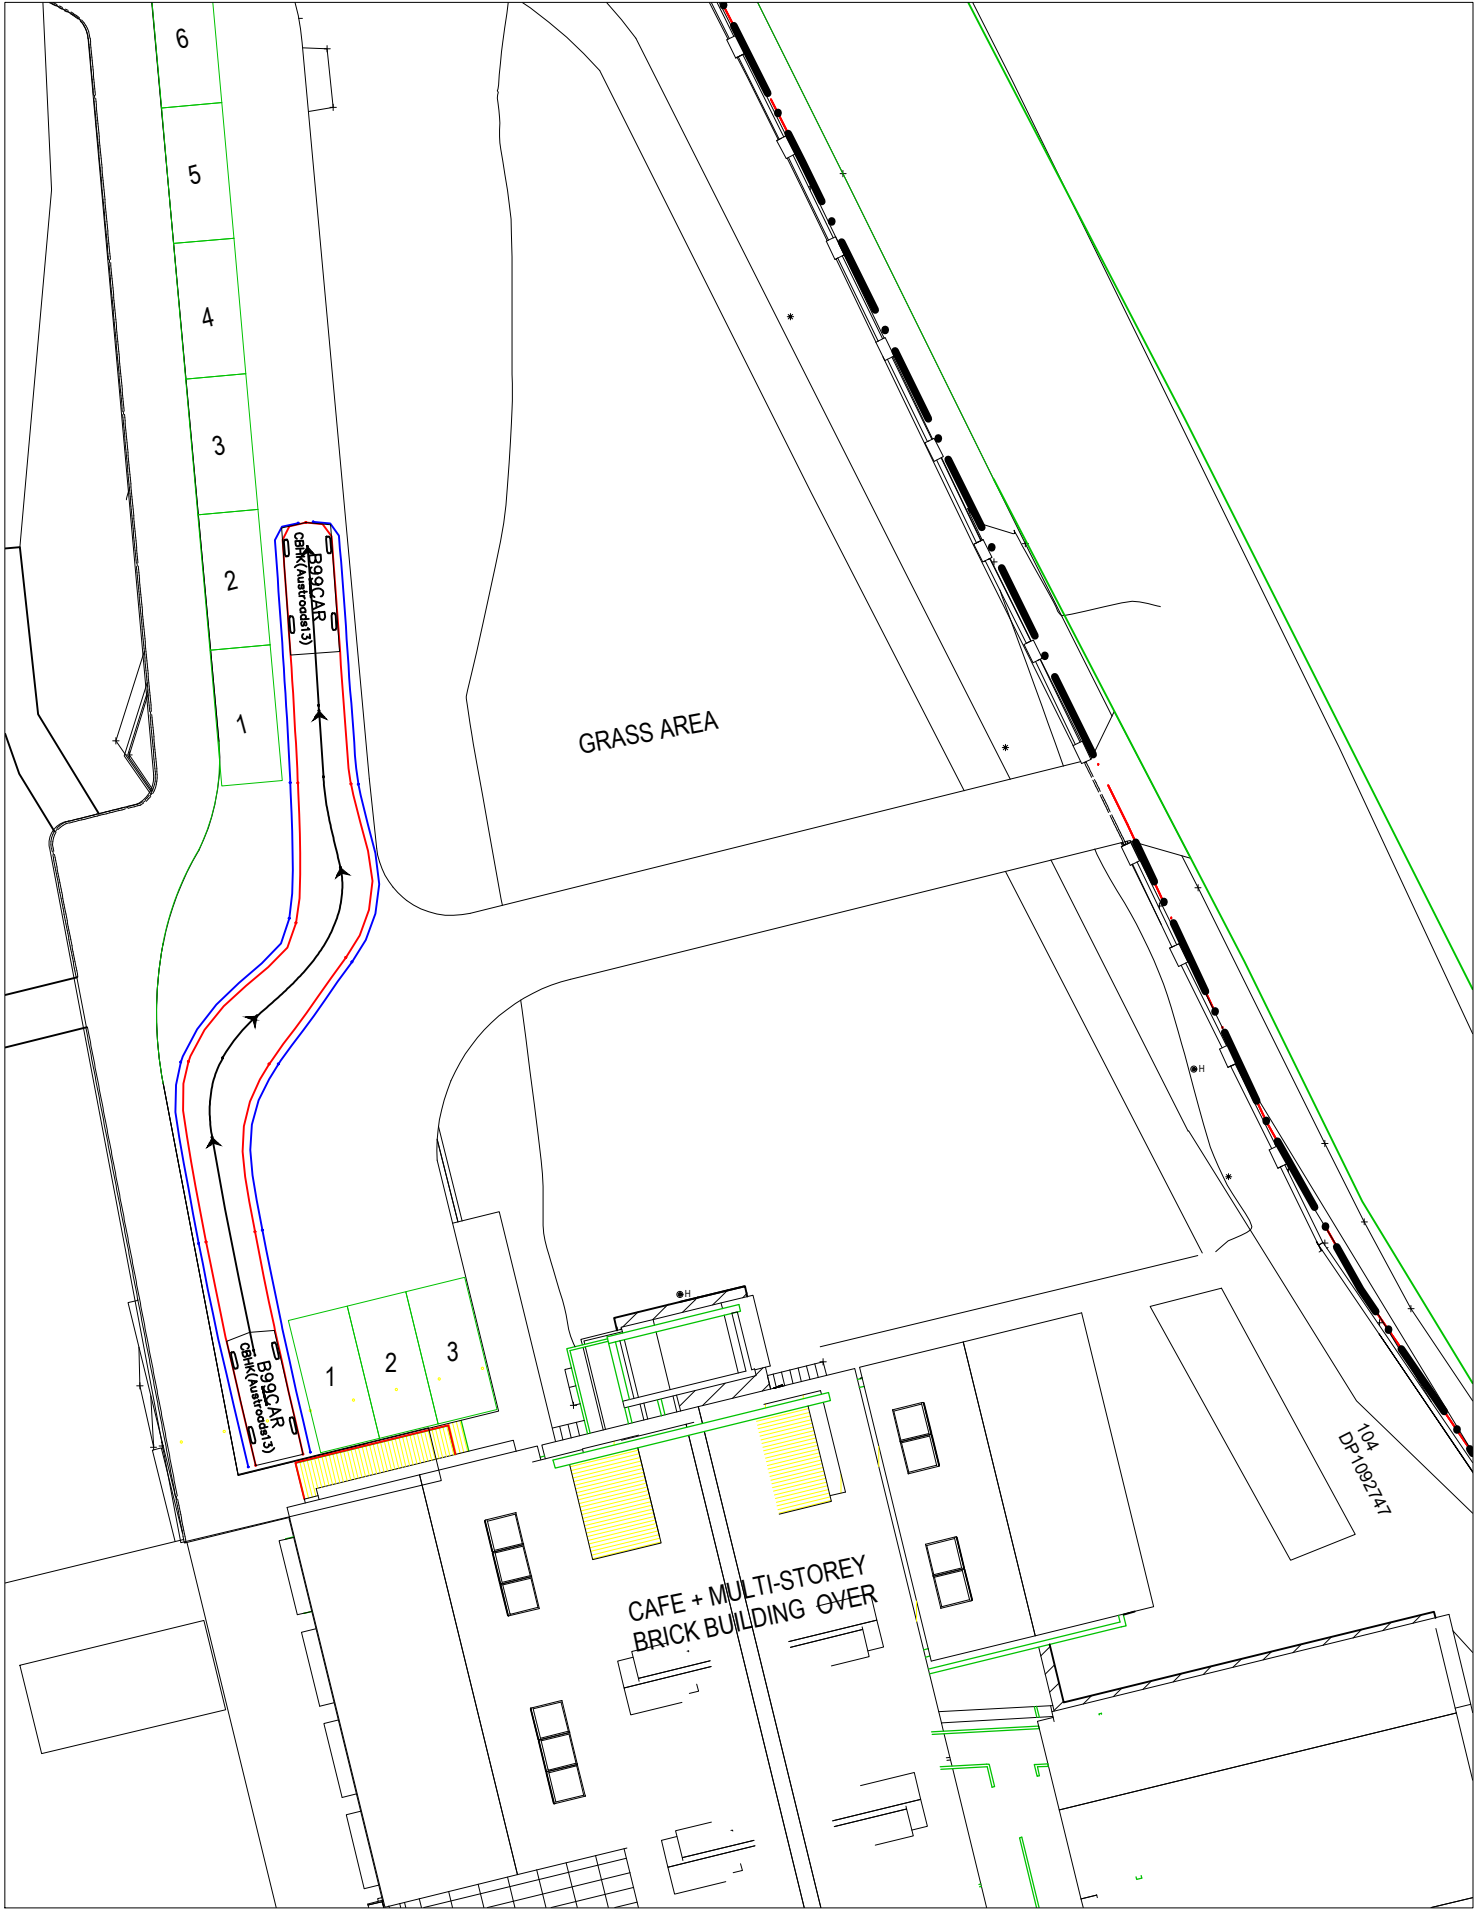 6
5
4
3
2
1
B99CAR
CBHK(Austroads13)
GRASS AREA
H
H
1
2
3
B99CAR
CBHK(Austroads13)
104
DP1092747
CAFE + MULTI-STOREY
BRICK BUILDING OVER